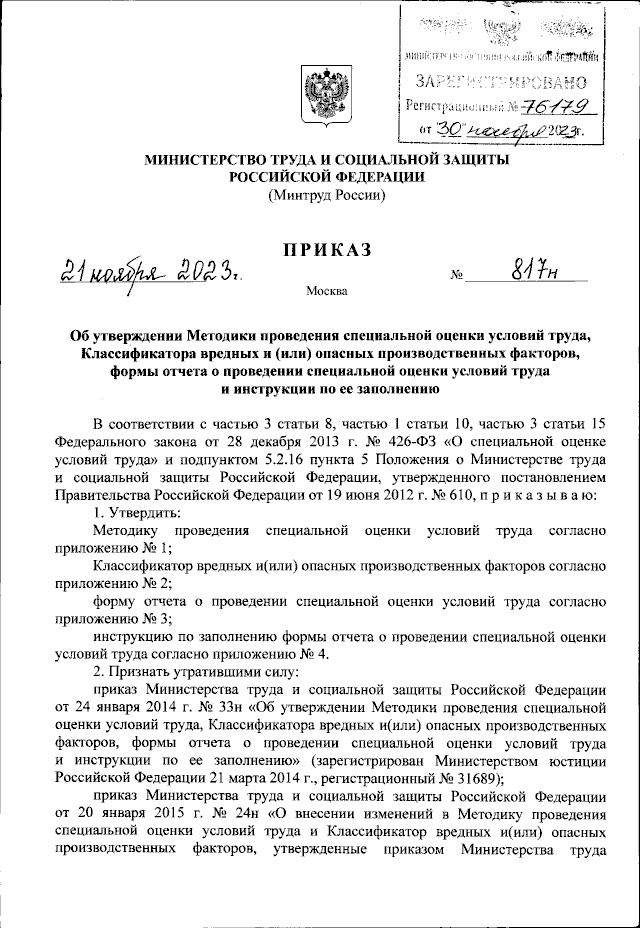 МИНИСТЕРСТВО ЮСТИЦИИ РОССИЙСКОЙ ФЕДЕРАЦИИ
ЗАРЕГИСТРИРОВАНО
Регистрационный № 76179
от "30" ноября 2023г.
МИНИСТЕРСТВО ТРУДА И СОЦИАЛЬНОЙ ЗАЩИТЫ
РОССИЙСКОЙ ФЕДЕРАЦИИ
(Минтруд России)
ПРИКАЗ
21 ноября 2023г.
№ 817н
Москва
Об утверждении Методики проведения специальной оценки условий труда,
Классификатора вредных и (или) опасных производственных факторов,
формы отчета о проведении специальной оценки условий труда
и инструкции по ее заполнению
В соответствии с частью 3 статьи 8, частью 1 статьи 10, частью 3 статьи 15
Федерального закона от 28 декабря 2013 г. № 426-ФЗ «О специальной оценке
условий труда» и подпунктом 5.2.16 пункта 5 Положения о Министерстве труда
и социальной защиты Российской Федерации, утвержденного постановлением
Правительства Российской Федерации от 19 июня 2012 г. № 610, п р и к а з ы в а ю:
1. Утвердить:
Методику проведения специальной оценки условий труда согласно
приложению № 1;
Классификатор вредных и(или) опасных производственных факторов согласно
приложению № 2;
форму отчета о проведении специальной оценки условий труда согласно
приложению № 3;
инструкцию по заполнению формы отчета о проведении специальной оценки
условий труда согласно приложению № 4.
2. Признать утратившими силу:
приказ Министерства труда и социальной защиты Российской Федерации
от 24 января 2014 г. № 33н «Об утверждении Методики проведения специальной
оценки условий труда, Классификатора вредных и(или) опасных производственных
факторов, формы отчета о проведении специальной оценки условий труда
и инструкции по ее заполнению» (зарегистрирован Министерством юстиции
Российской Федерации 21 марта 2014 г., регистрационный № 31689);
приказ Министерства труда и социальной защиты Российской Федерации
от 20 января 2015 г. № 24н «О внесении изменений в Методику проведения
специальной оценки условий труда и Классификатор вредных и(или) опасных
производственных факторов, утвержденные приказом Министерства труда